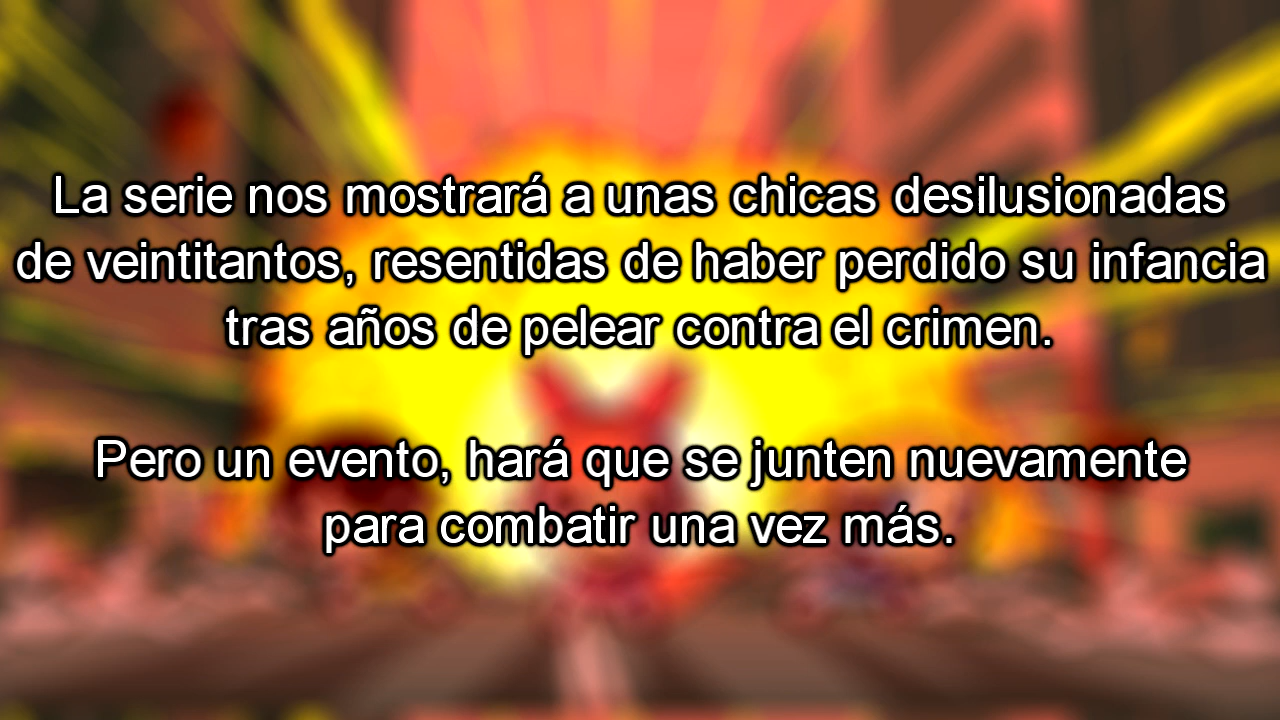 La serie nos mostrará a unas chicas desilusionadas
de veintitantos, resentidas de haber perdido su infancia
tras años de pelear contra el crimen.
Pero un evento, hará que se junten nuevamente
para combatir una vez más.